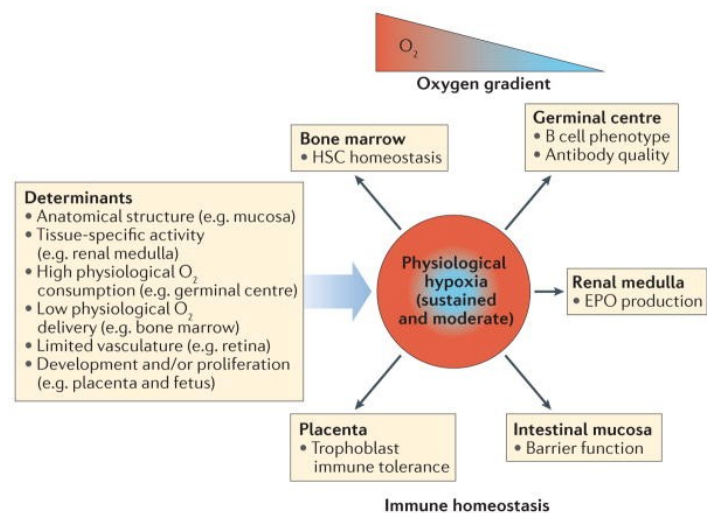 O₂
Oxygen gradient
Bone marrow
• HSC homeostasis
Germinal centre
• B cell phenotype
• Antibody quality
Determinants
• Anatomical structure (e.g. mucosa)
• Tissue-specific activity
(e.g. renal medulla)
• High physiological O₂
consumption (e.g. germinal centre)
• Low physiological O₂
delivery (e.g. bone marrow)
• Limited vasculature (e.g. retina)
• Development and/or proliferation
(e.g. placenta and fetus)
Physiological
hypoxia
(sustained
and moderate)
Renal medulla
• EPO production
Placenta
• Trophoblast
immune tolerance
Intestinal mucosa
• Barrier function
Immune homeostasis